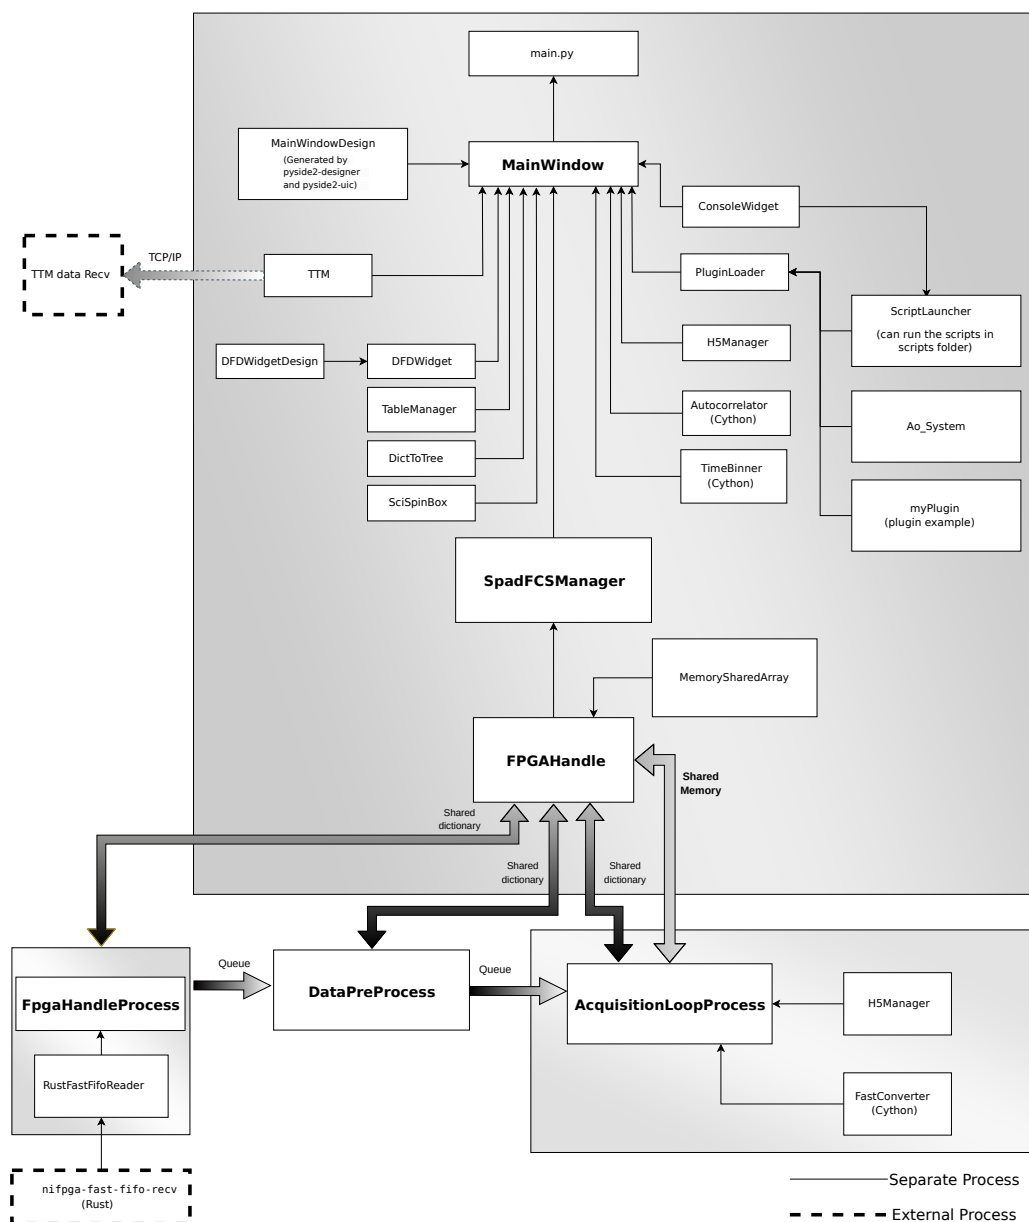 main.py
MainWindowDesign
(Generated by
pyside2-designer
and pyside2-uic)
MainWindow
ConsoleWidget
TCP/IP
TTM data Recv
TTM
PluginLoader
ScriptLauncher
(can run the scripts in
scripts folder)
DFDWidgetDesign
DFDWidget
H5Manager
TableManager
Autocorrelator
(Cython)
Ao_System
DictToTree
TimeBinner
(Cython)
SciSpinBox
myPlugin
(plugin example)
SpadFCSManager
MemorySharedArray
FPGAHandle
Shared
Memory
Shared
dictionary
Shared
dictionary
Shared
dictionary
Queue
Queue
FpgaHandleProcess
DataPreProcess
AcquisitionLoopProcess
H5Manager
RustFastFifoReader
FastConverter
(Cython)
nifpga-fast-fifo-recv
(Rust)
Separate Process
External Process